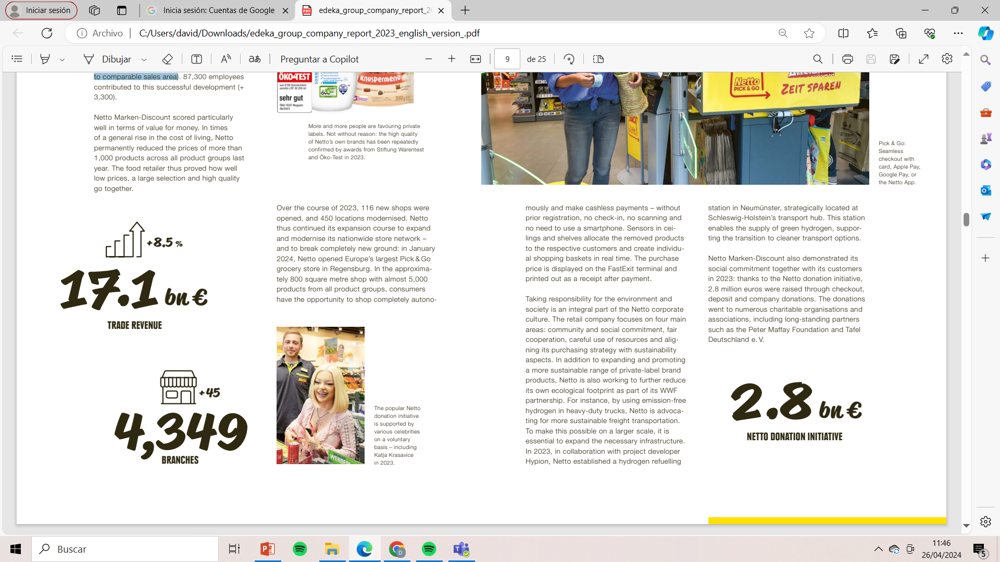 Iniciar sesión
Inicia sesión: Cuentas de Google
edeka_group_company_report_20
Archivo
C:/Users/david/Downloads/edeka_group_company_report_2023_english_version_.pdf
Dibujar
Preguntar a Copilot
9
de 25
to comparable sales area). 87,300 employees
contributed to this successful development (+
3,300).
Netto Marken-Discount scored particularly
well in terms of value for money. In times
of a general rise in the cost of living, Netto
permanently reduced the prices of more than
1,000 products across all product groups last
year. The food retailer thus proved how well
low prices, a large selection and high quality
go together.
+8.5 %
17.1 bn €
TRADE REVENUE
+45
4,349
BRANCHES
ÖKO-TEST
sun D'OR Sonnenmilch
sensitiv LSF 30 250 ml
sehr gut
ÖKO-TEST Magazin
06/2023
Knuspermenü
2000g
More and more people are favouring private
labels. Not without reason: the high quality
of Netto's own brands has been repeatedly
confirmed by awards from Stiftung Warentest
and Öko-Test in 2023.
Over the course of 2023, 116 new shops were
opened, and 450 locations modernised. Netto
thus continued its expansion course to expand
and modernise its nationwide store network –
and to break completely new ground: in January
2024, Netto opened Europe's largest Pick & Go
grocery store in Regensburg. In the approxima-
tely 800 square metre shop with almost 5,000
products from all product groups, consumers
have the opportunity to shop completely autono-
WERBE
The popular Netto
donation initiative
is supported by
various celebrities
on a voluntary
basis – including
Katja Krasavice
in 2023.
Netto
PICK & GO
Anstehen
ZEIT SPAREN
Pick & Go:
Seamless
checkout with
card, Apple Pay,
Google Pay, or
the Netto App.
mously and make cashless payments – without
prior registration, no check-in, no scanning and
no need to use a smartphone. Sensors in cei-
lings and shelves allocate the removed products
to the respective customers and create individu-
al shopping baskets in real time. The purchase
price is displayed on the FastExit terminal and
printed out as a receipt after payment.
Taking responsibility for the environment and
society is an integral part of the Netto corporate
culture. The retail company focuses on four main
areas: community and social commitment, fair
cooperation, careful use of resources and alig-
ning its purchasing strategy with sustainability
aspects. In addition to expanding and promoting
a more sustainable range of private-label brand
products, Netto is also working to further reduce
its own ecological footprint as part of its WWF
partnership. For instance, by using emission-free
hydrogen in heavy-duty trucks, Netto is advoca-
ting for more sustainable freight transportation.
To make this possible on a larger scale, it is
essential to expand the necessary infrastructure.
In 2023, in collaboration with project developer
Hypion, Netto established a hydrogen refuelling
station in Neumünster, strategically located at
Schleswig-Holstein's transport hub. This station
enables the supply of green hydrogen, suppor-
ting the transition to cleaner transport options.
Netto Marken-Discount also demonstrated its
social commitment together with its customers
in 2023: thanks to the Netto donation initiative,
2.8 million euros were raised through checkout,
deposit and company donations. The donations
went to numerous charitable organisations and
associations, including long-standing partners
such as the Peter Maffay Foundation and Tafel
Deutschland e. V.
2.8 bn €
NETTO DONATION INITIATIVE
Buscar
11:46
26/04/2024
5